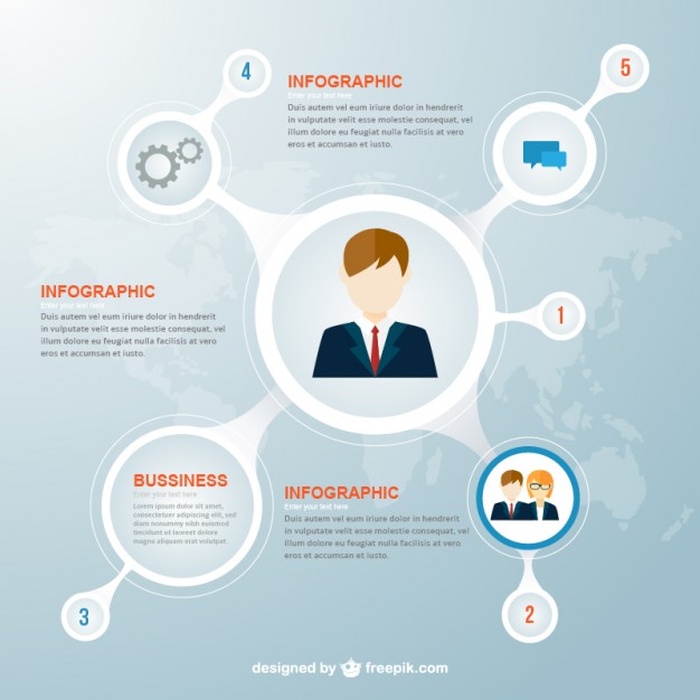 4
5
INFOGRAPHIC
Enter your text here
Duis autem vel eum iriure dolor in hendrerit
in vulputate velit esse molestie consequat, vel
illum dolore eu feugiat nulla facilisis at vero
eros et accumsan et iusto.
INFOGRAPHIC
Enter your text here
Duis autem vel eum iriure dolor in hendrerit
in vulputate velit esse molestie consequat, vel
illum dolore eu feugiat nulla facilisis at vero
eros et accumsan et iusto.
1
BUSSINESS
Enter your text here
Lorem ipsum dolor sit amet,
consectetuer adipiscing elit, sed
diam nonummy nibh euismod
tincidunt ut laoreet dolore
magna aliquam erat volutpat.
INFOGRAPHIC
Enter your text here
Duis autem vel eum iriure dolor in hendrerit
in vulputate velit esse molestie consequat, vel
illum dolore eu feugiat nulla facilisis at vero
eros et accumsan et iusto.
3
2
designed by freepik.com